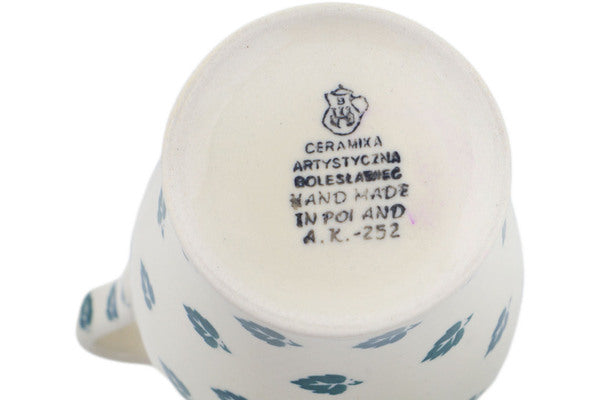 CERAMIKA
ARTYSTYCZNA
BOLESŁAWIEC
HAND MADE
IN POLAND
A.K.-252